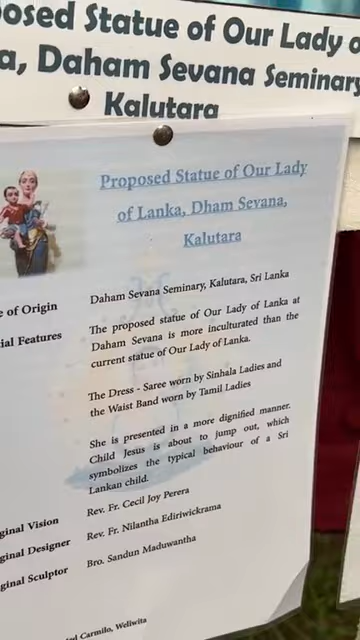 Statue of Our Lady
Daham Sevana Seminary
Kalutara
Proposed Statue of Our Lady
of Lanka, Dham Sevana,
Kalutara
of Origin
Daham Sevana Seminary, Kalutara, Sri Lanka
Features
The proposed statue of Our Lady of Lanka at
Daham Sevana is more inculturated than the
current statue of Our Lady of Lanka.
The Dress - Saree worn by Sinhala Ladies and
the Waist Band worn by Tamil Ladies
She is presented in a more dignified manner.
Child Jesus is about to jump out, which
symbolizes the typical behaviour of a Sri
Lankan child.
Vision
Rev. Fr. Cecil Joy Perera
Designer
Rev. Fr. Nilantha Ediriwickrama
Sculptor
Bro. Sandun Maduwantha
Carmilo, Weliwita